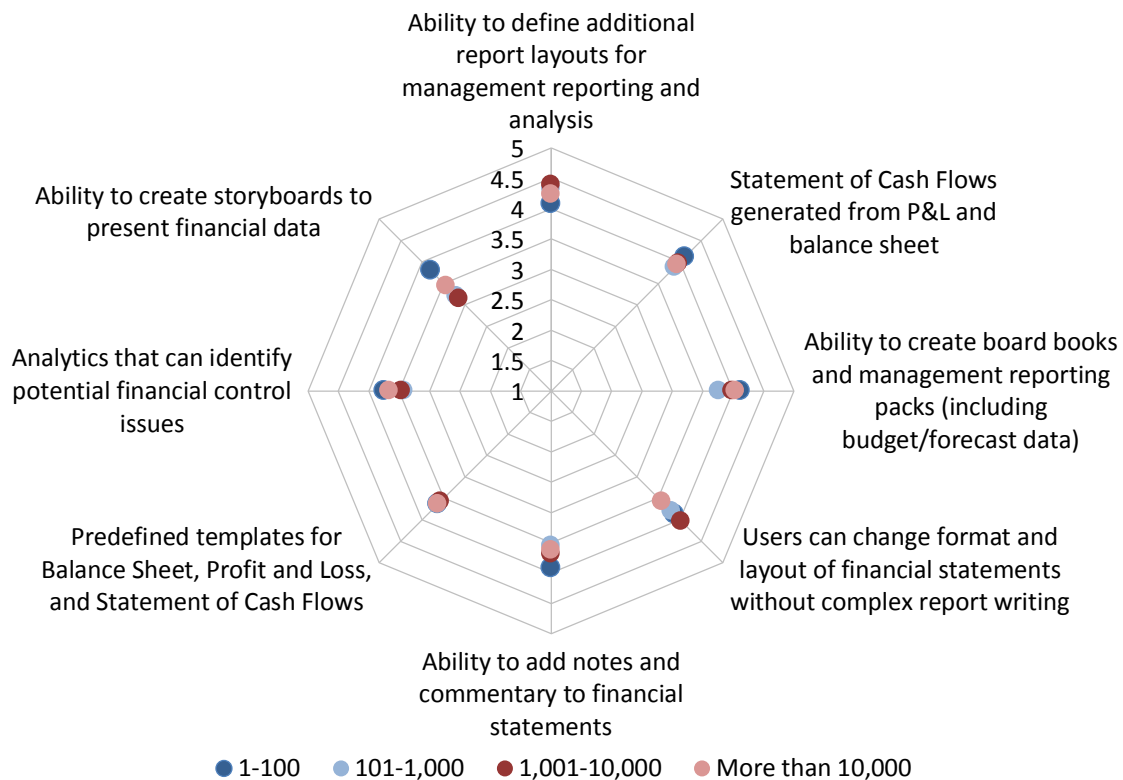 Ability to define additional
report layouts for
management reporting and
analysis
5
4.5
4
3.5
3
2.5
2
1.5
1
Statement of Cash Flows
generated from P&L and
balance sheet
Ability to create board books
and management reporting
packs (including
budget/forecast data)
Users can change format and
layout of financial statements
without complex report writing
Ability to add notes and
commentary to financial
statements
Predefined templates for
Balance Sheet, Profit and Loss,
and Statement of Cash Flows
Analytics that can identify
potential financial control
issues
Ability to create storyboards to
present financial data
1-100 101-1,000 1,001-10,000 More than 10,000